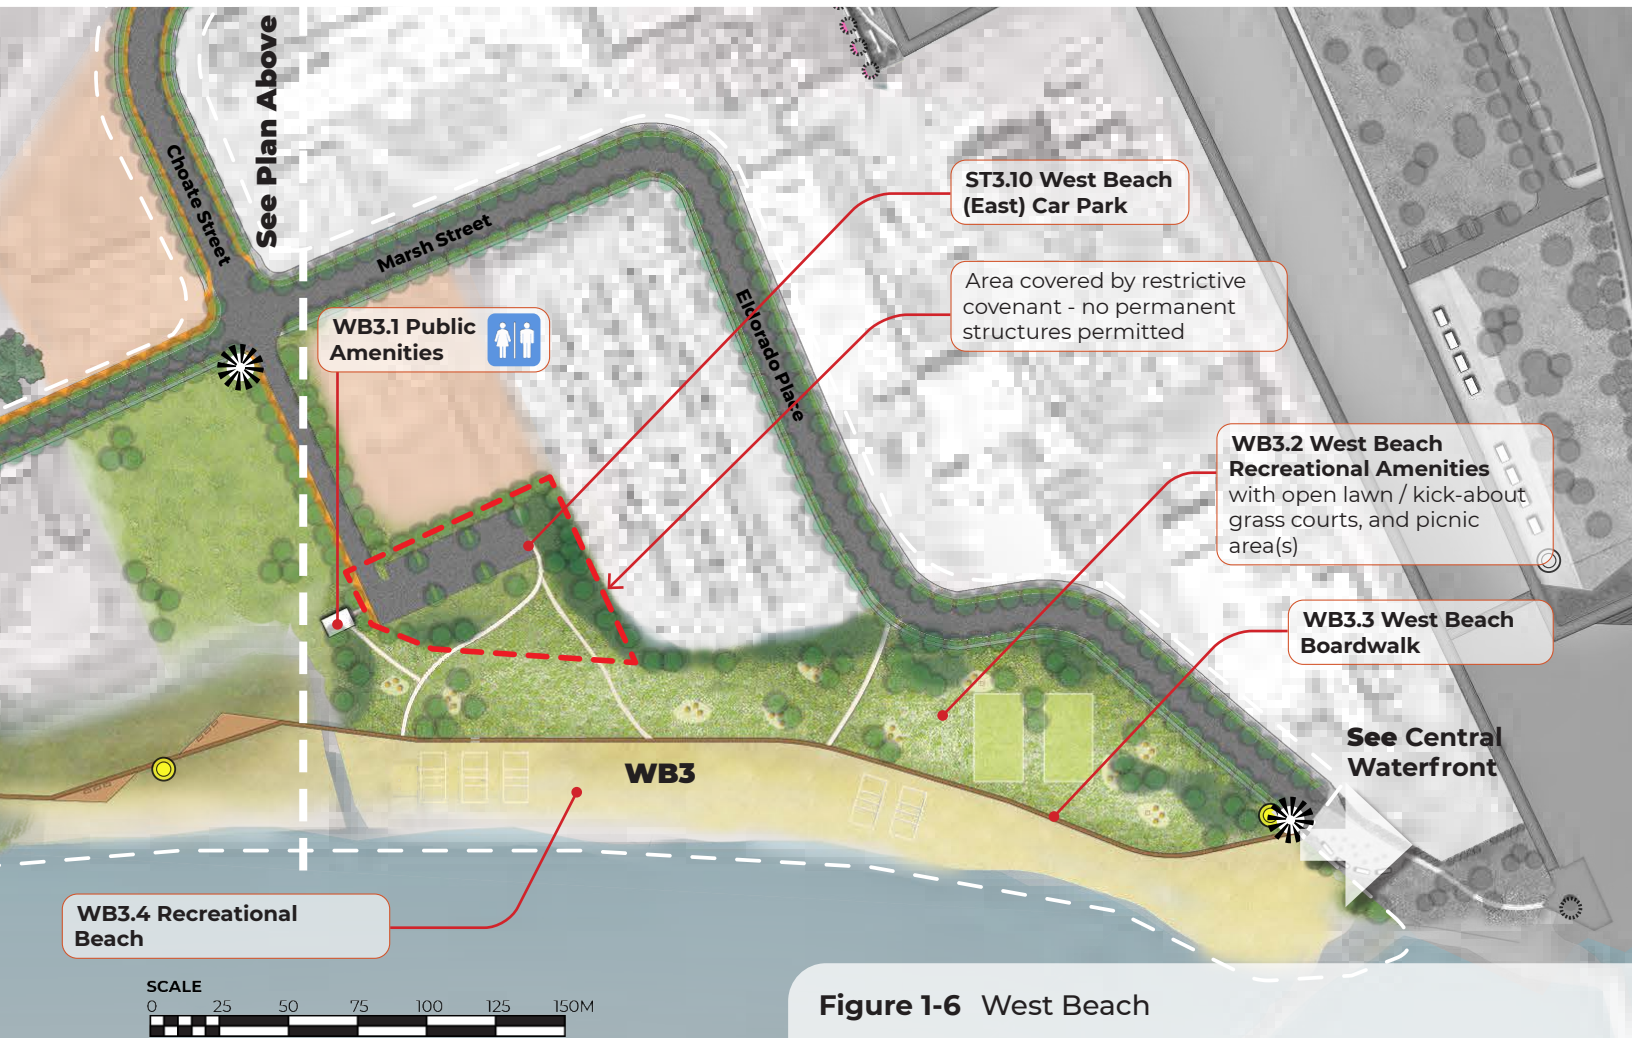 See Plan Above
Choate Street
Marsh Street
Eldorado Place
ST3.10 West Beach
(East) Car Park
Area covered by restrictive
covenant - no permanent
structures permitted
WB3.1 Public
Amenities
WB3.2 West Beach
Recreational Amenities
with open lawn / kick-about
grass courts, and picnic
area(s)
WB3.3 West Beach
Boardwalk
See Central
Waterfront
WB3
WB3.4 Recreational
Beach
SCALE
0 25 50 75 100 125 150M
Figure 1-6 West Beach